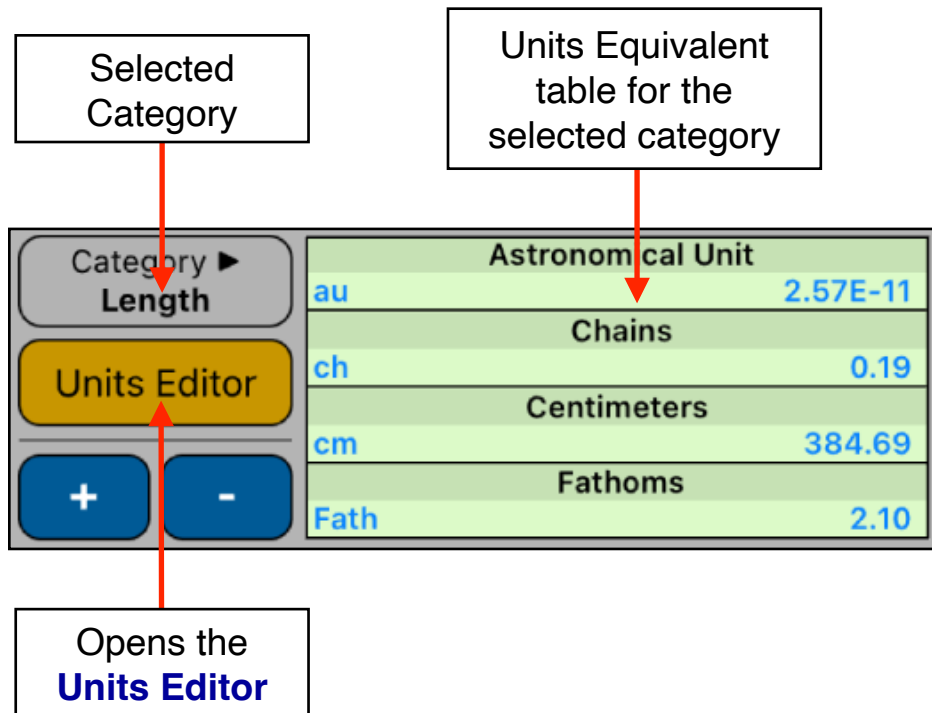 Selected
Category
Units Equivalent
table for the
selected category
Category ►
Length
Units Editor
+ -
Astronomical Unit
au 2.57E-11
Chains
ch 0.19
Centimeters
cm 384.69
Fathoms
Fath 2.10
Opens the
Units Editor